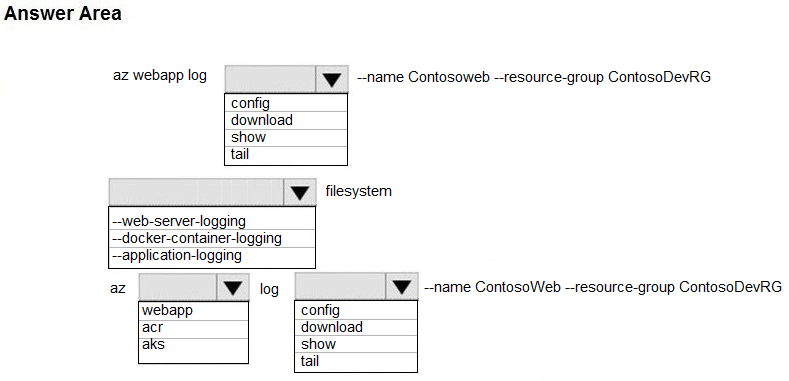 Answer Area
az webapp log --name Contosoweb --resource-group ContosoDevRG
config
download
show
tail
filesystem
--web-server-logging
--docker-container-logging
--application-logging
az log --name ContosoWeb --resource-group ContosoDevRG
webapp
acr
aks
config
download
show
tail